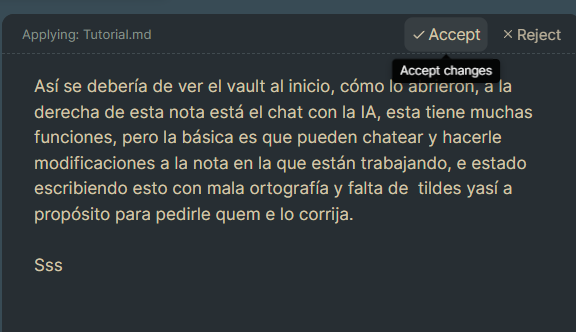 Applying: Tutorial.md
✓ Accept
× Reject
Accept changes
Así se debería de ver el vault al inicio, cómo lo abrieron, a la
derecha de esta nota está el chat con la IA, esta tiene muchas
funciones, pero la básica es que pueden chatear y hacerle
modificaciones a la nota en la que están trabajando, e estado
escribiendo esto con mala ortografía y falta de  tildes yasí a
propósito para pedirle quem e lo corrija.
Sss